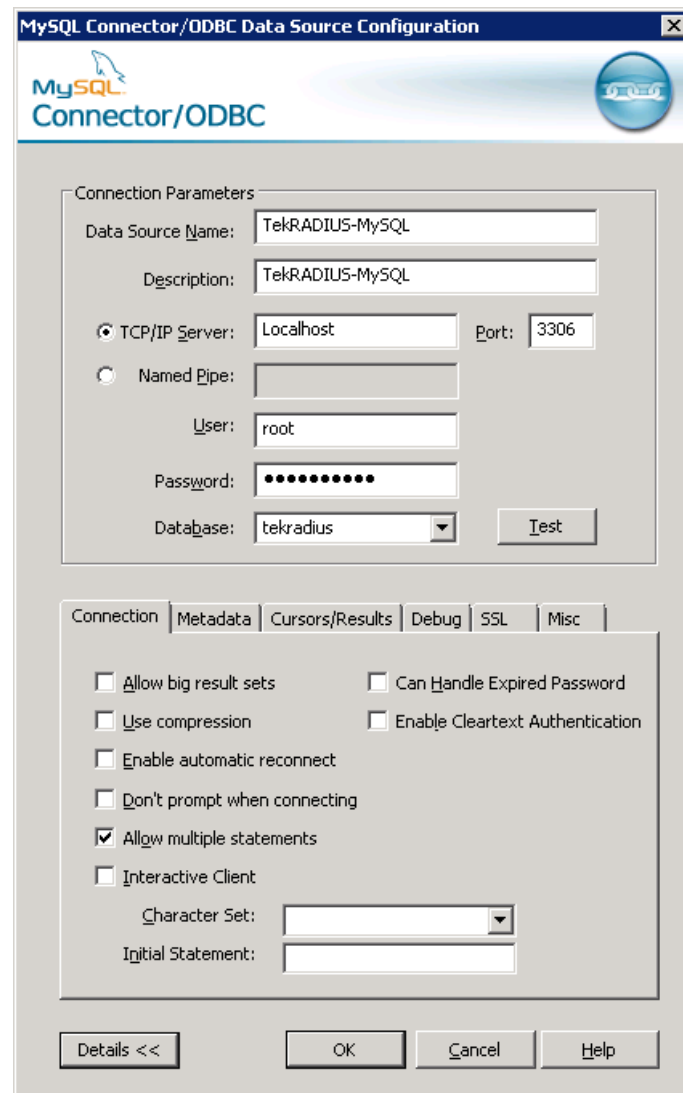 MySQL Connector/ODBC Data Source Configuration
MySQL
Connector/ODBC
Connection Parameters
Data Source Name: TekRADIUS-MySQL
Description: TekRADIUS-MySQL
TCP/IP Server: Localhost Port: 3306
Named Pipe:
User: root
Password: ••••••••••
Database: tekradius Test
Connection Metadata Cursors/Results Debug SSL Misc
Allow big result sets Can Handle Expired Password
Use compression Enable Cleartext Authentication
Enable automatic reconnect
Don't prompt when connecting
Allow multiple statements
Interactive Client
Character Set:
Initial Statement:
Details << OK Cancel Help